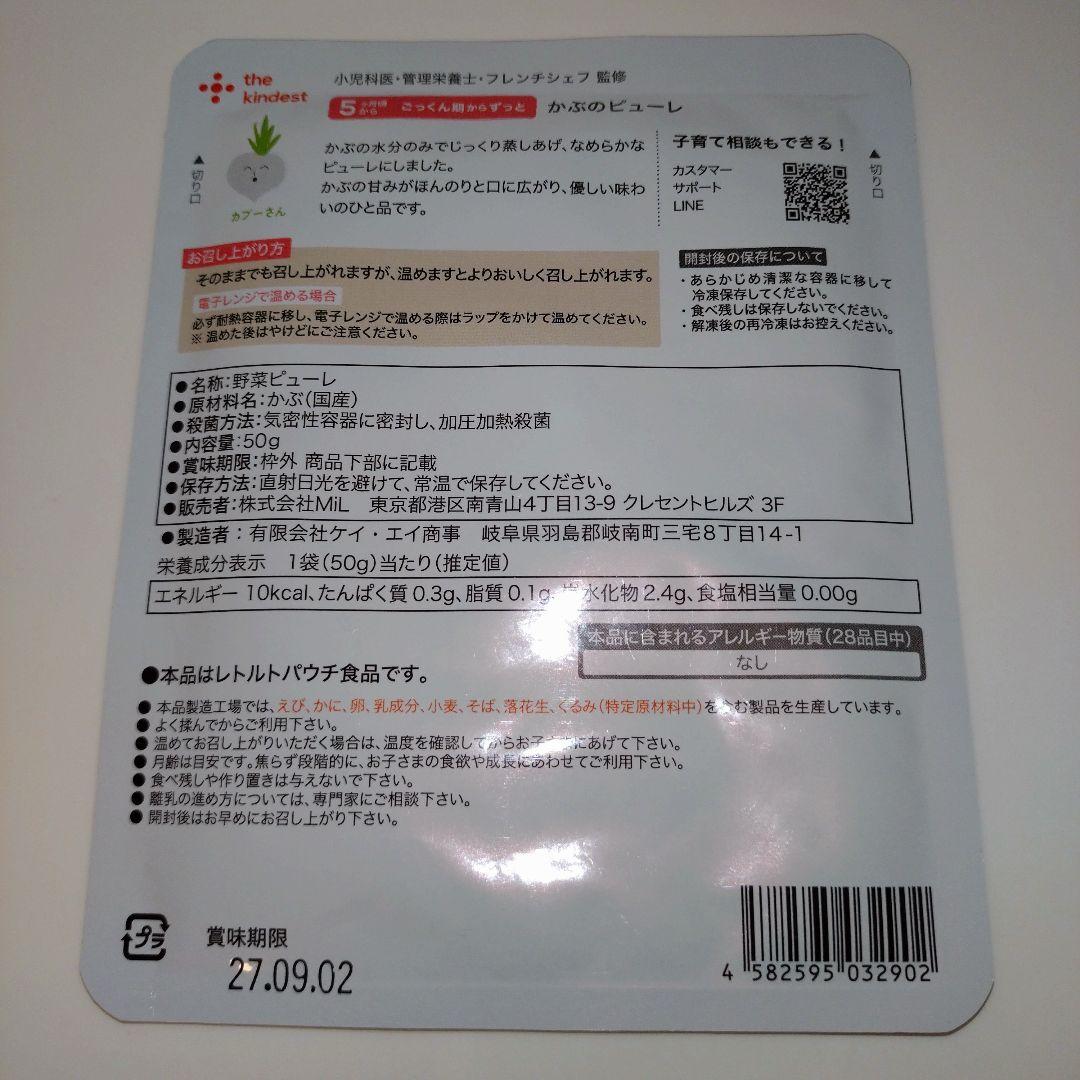 the
kindest
小児科医・管理栄養士・フレンチシェフ 監修
5ヶ月頃から ごっくん期からずっと かぶのピューレ
カブーさん
かぶの水分のみでじっくり蒸しあげ、なめらかな
ピューレにしました。
かぶの甘みがほんのりと口に広がり、優しい味わ
いのひと品です。
子育て相談もできる!
カスタマー
サポート
LINE
▲切り口
▲切り口
お召し上がり方
そのままでも召し上がれますが、温めますとよりおいしく召し上がれます。
電子レンジで温める場合
必ず耐熱容器に移し、電子レンジで温める際はラップをかけて温めてください。
※ 温めた後はやけどにご注意ください。
開封後の保存について
・あらかじめ清潔な容器に移して
冷凍保存してください。
・食べ残しは保存しないでください。
・解凍後の再冷凍はお控えください。
●名称:野菜ピューレ
●原材料名:かぶ(国産)
●殺菌方法:気密性容器に密封し、加圧加熱殺菌
●内容量:50g
●賞味期限:枠外 商品下部に記載
●保存方法:直射日光を避けて、常温で保存してください。
●販売者:株式会社MiL 東京都港区南青山4丁目13-9 クレセントヒルズ 3F
●製造者:有限会社ケイ・エイ商事 岐阜県羽島郡岐南町三宅8丁目14-1
栄養成分表示 1袋(50g)当たり(推定値)
エネルギー 10kcal、たんぱく質 0.3g、脂質 0.1g、炭水化物 2.4g、食塩相当量 0.00g
本品に含まれるアレルギー物質(28品目中)
なし
●本品はレトルトパウチ食品です。
● 本品製造工場では、えび、かに、卵、乳成分、小麦、そば、落花生、くるみ(特定原材料中)を含む製品を生産しています。
● よく揉んでからご利用下さい。
● 温めてお召し上がりいただく場合は、温度を確認してからお子さまにあげて下さい。
● 月齢は目安です。焦らず段階的に、お子さまの食欲や成長にあわせてご利用下さい。
● 食べ残しや作り置きは与えないで下さい。
● 離乳の進め方については、専門家にご相談下さい。
● 開封後はお早めにお召し上がり下さい。
プラ
賞味期限
27.09.02
4 582595 032902